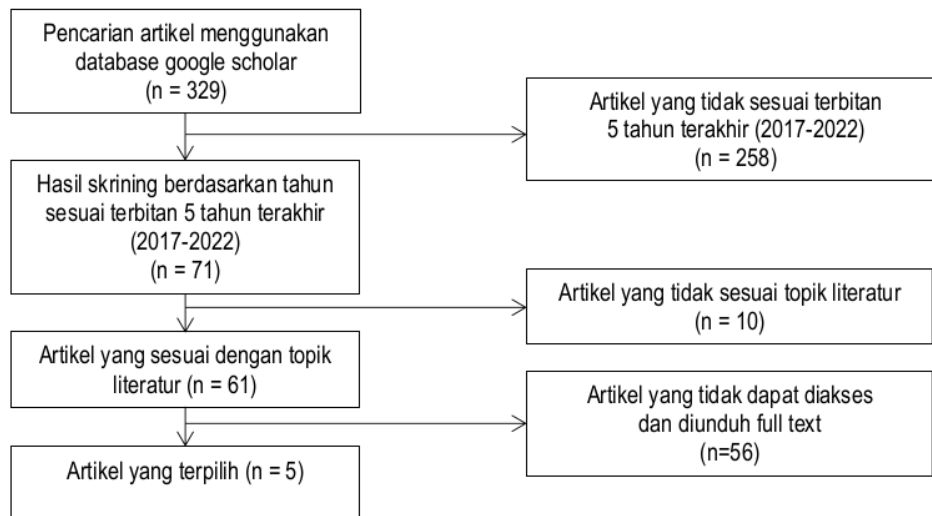 Pencarian artikel menggunakan
database google scholar
(n = 329)
Artikel yang tidak sesuai terbitan
5 tahun terakhir (2017-2022)
(n = 258)
Hasil skrining berdasarkan tahun
sesuai terbitan 5 tahun terakhir
(2017-2022)
(n = 71)
Artikel yang tidak sesuai topik literatur
(n = 10)
Artikel yang sesuai dengan topik
literatur (n = 61)
Artikel yang tidak dapat diakses
dan diunduh full text
(n=56)
Artikel yang terpilih (n = 5)